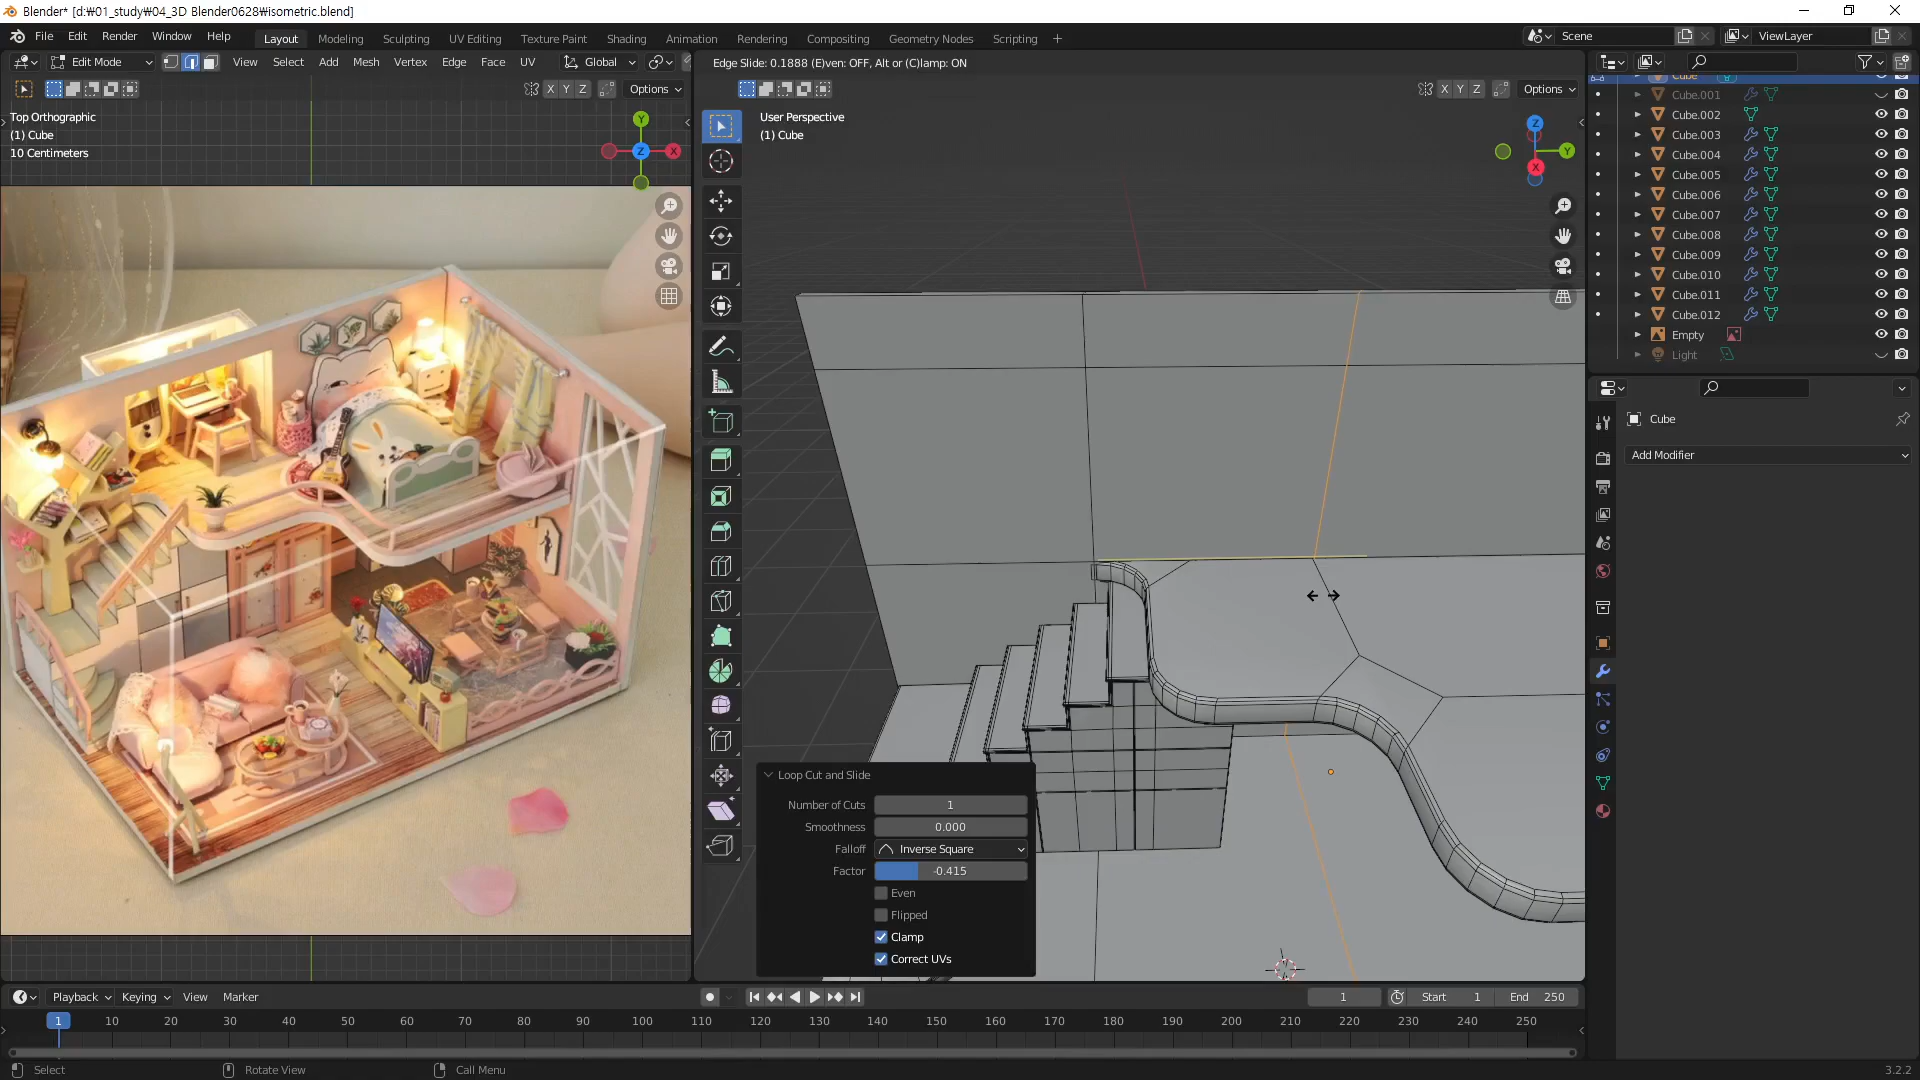 Blender* [d:₩01_study₩04_3D Blender0628₩isometric.blend]
File Edit Render Window Help
Layout Modeling Sculpting UV Editing Texture Paint Shading Animation Rendering Compositing Geometry Nodes Scripting
Scene
ViewLayer
Edit Mode
View Select Add Mesh Vertex Edge Face UV
Global
Edge Slide: 0.1888 (E)ven: OFF, Alt or (C)lamp: ON
X Y Z
Options
X Y Z
Options
Top Orthographic
(1) Cube
10 Centimeters
Y
Z
X
User Perspective
(1) Cube
Z
Y
X
Cube
Cube.001
Cube.002
Cube.003
Cube.004
Cube.005
Cube.006
Cube.007
Cube.008
Cube.009
Cube.010
Cube.011
Cube.012
Empty
Light
Cube
Add Modifier
Loop Cut and Slide
Number of Cuts 1
Smoothness 0.000
Falloff Inverse Square
Factor -0.415
Even
Flipped
Clamp
Correct UVs
Playback Keying View Marker
1
Start 1
End 250
1 10 20 30 40 50 60 70 80 90 100 110 120 130 140 150 160 170 180 190 200 210 220 230 240 250
Select
Rotate View
Call Menu
3.2.2